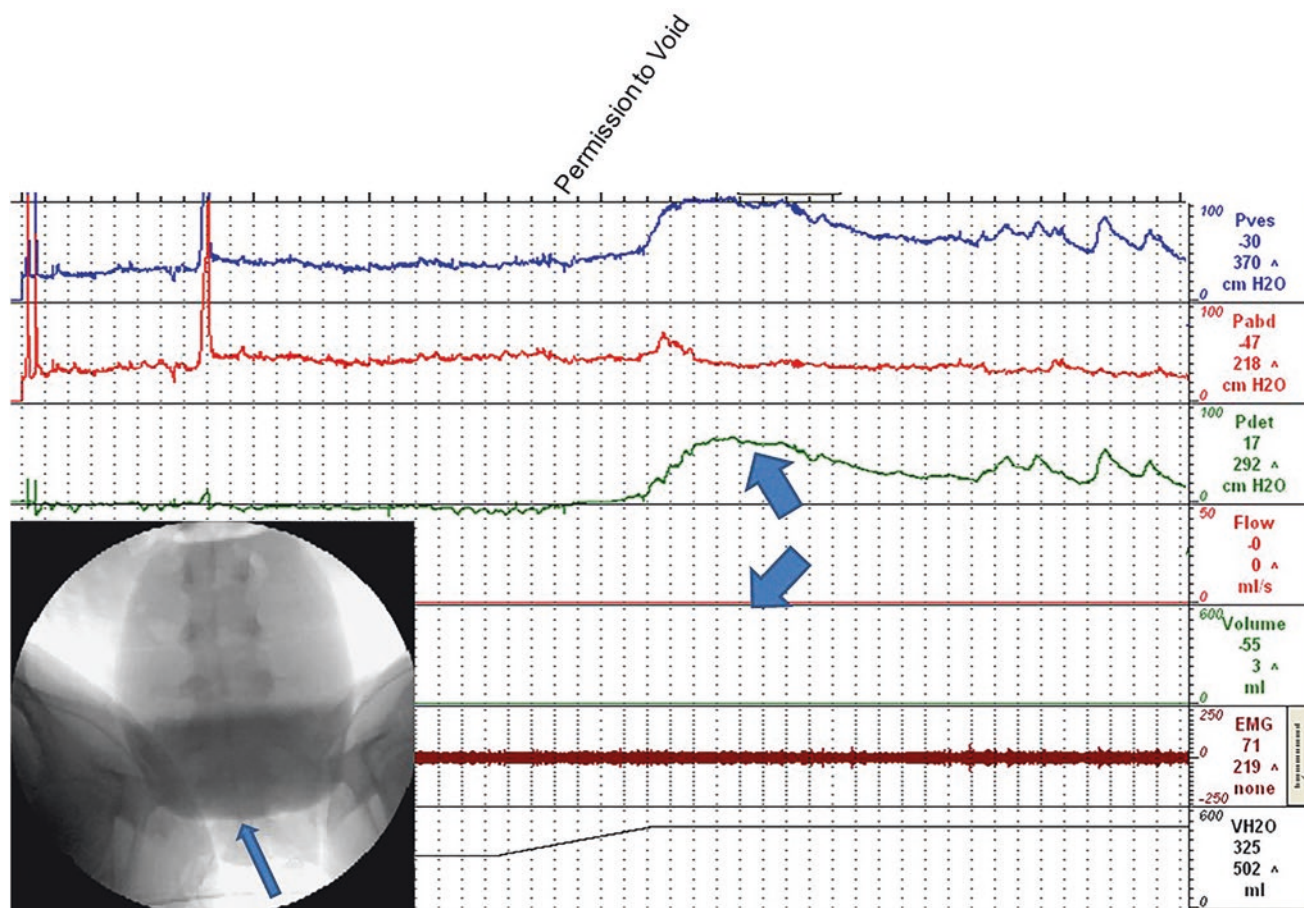 Permission to Void
100
Pves
-30
370 ^
cm H2O
0
100
Pabd
-47
218 ^
cm H2O
0
100
Pdet
17
292 ^
cm H2O
0
50
Flow
-0
0 ^
ml/s
0
600
Volume
-55
3 ^
ml
0
250
EMG
0
71
219 ^
none
-250
600
VH2O
325
502 ^
ml
0